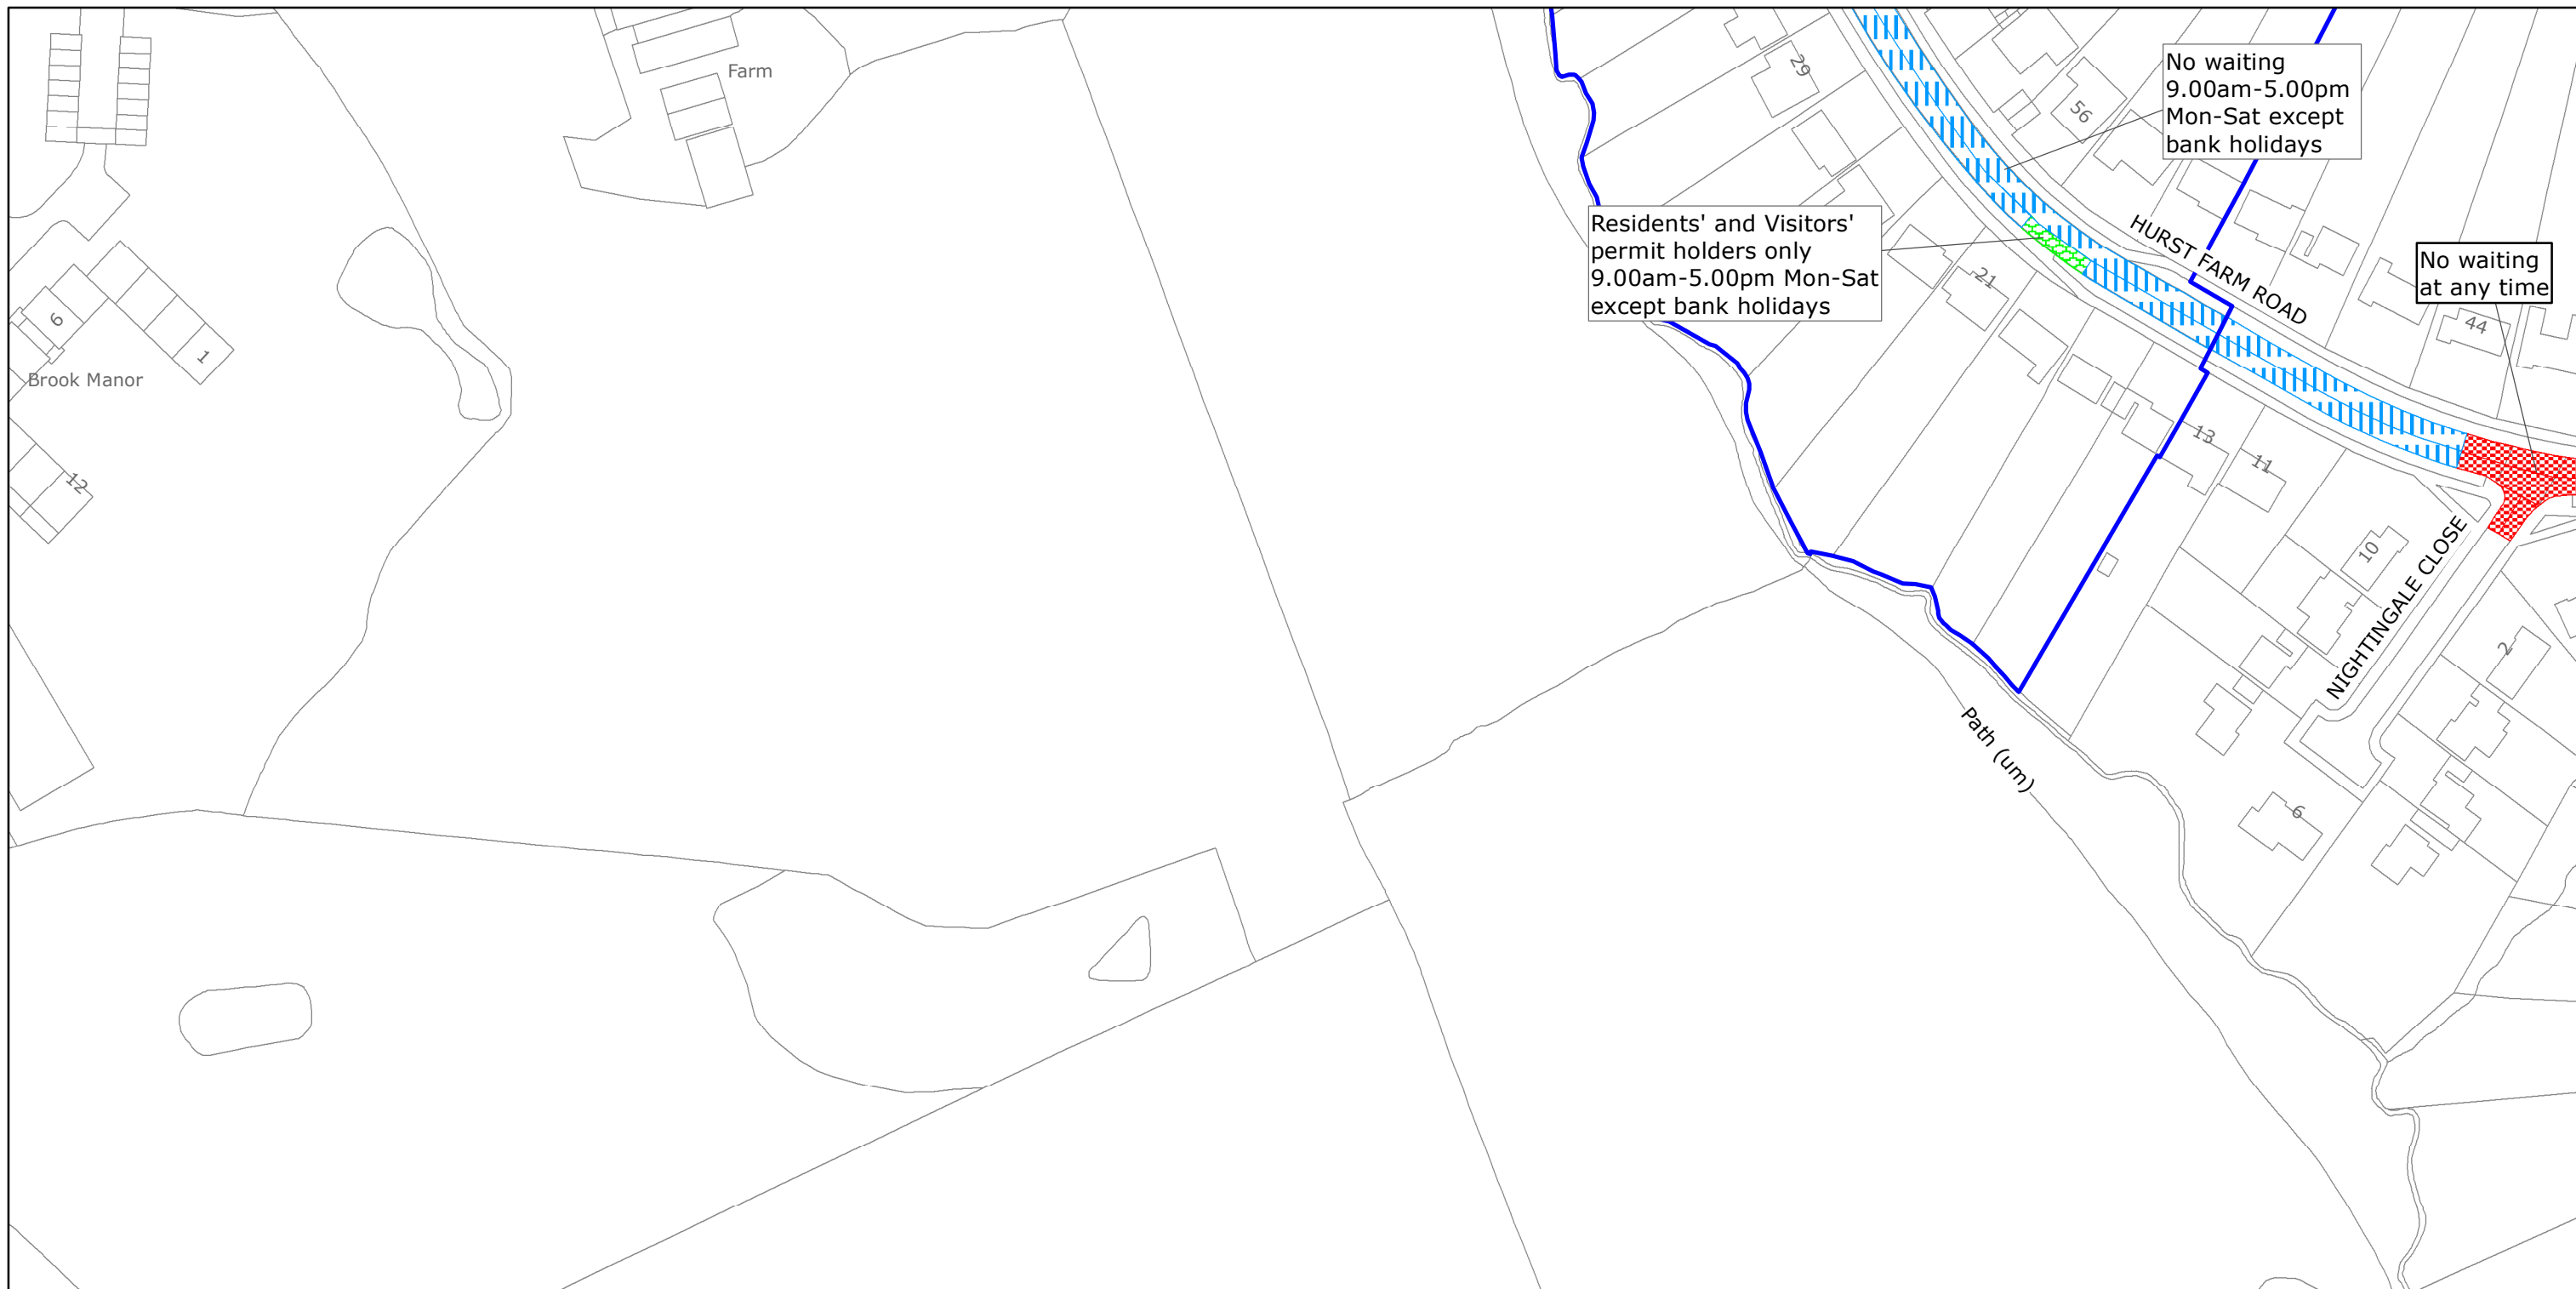 Farm
29
56
No waiting
9.00am-5.00pm
Mon-Sat except
bank holidays
Residents' and Visitors'
permit holders only
9.00am-5.00pm Mon-Sat
except bank holidays
HURST FARM ROAD
No waiting
at any time
21
44
6
1
Brook Manor
12
13
11
10
NIGHTINGALE CLOSE
2
Path (um)
6